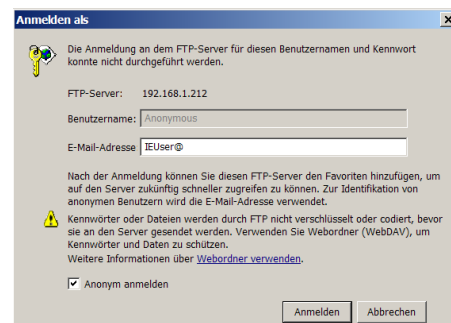 Anmelden als
Die Anmeldung an dem FTP-Server für diesen Benutzernamen und Kennwort
konnte nicht durchgeführt werden.
FTP-Server: 192.168.1.212
Benutzername: Anonymous
E-Mail-Adresse IEUser@
Nach der Anmeldung können Sie diesen FTP-Server den Favoriten hinzufügen, um
auf den Server zukünftig schneller zugreifen zu können. Zur Identifikation von
anonymen Benutzern wird die E-Mail-Adresse verwendet.
Kennwörter oder Dateien werden durch FTP nicht verschlüsselt oder codiert, bevor
sie an den Server gesendet werden. Verwenden Sie Webordner (WebDAV), um
Kennwörter und Daten zu schützen.
Weitere Informationen über Webordner verwenden.
Anonym anmelden
Anmelden Abbrechen